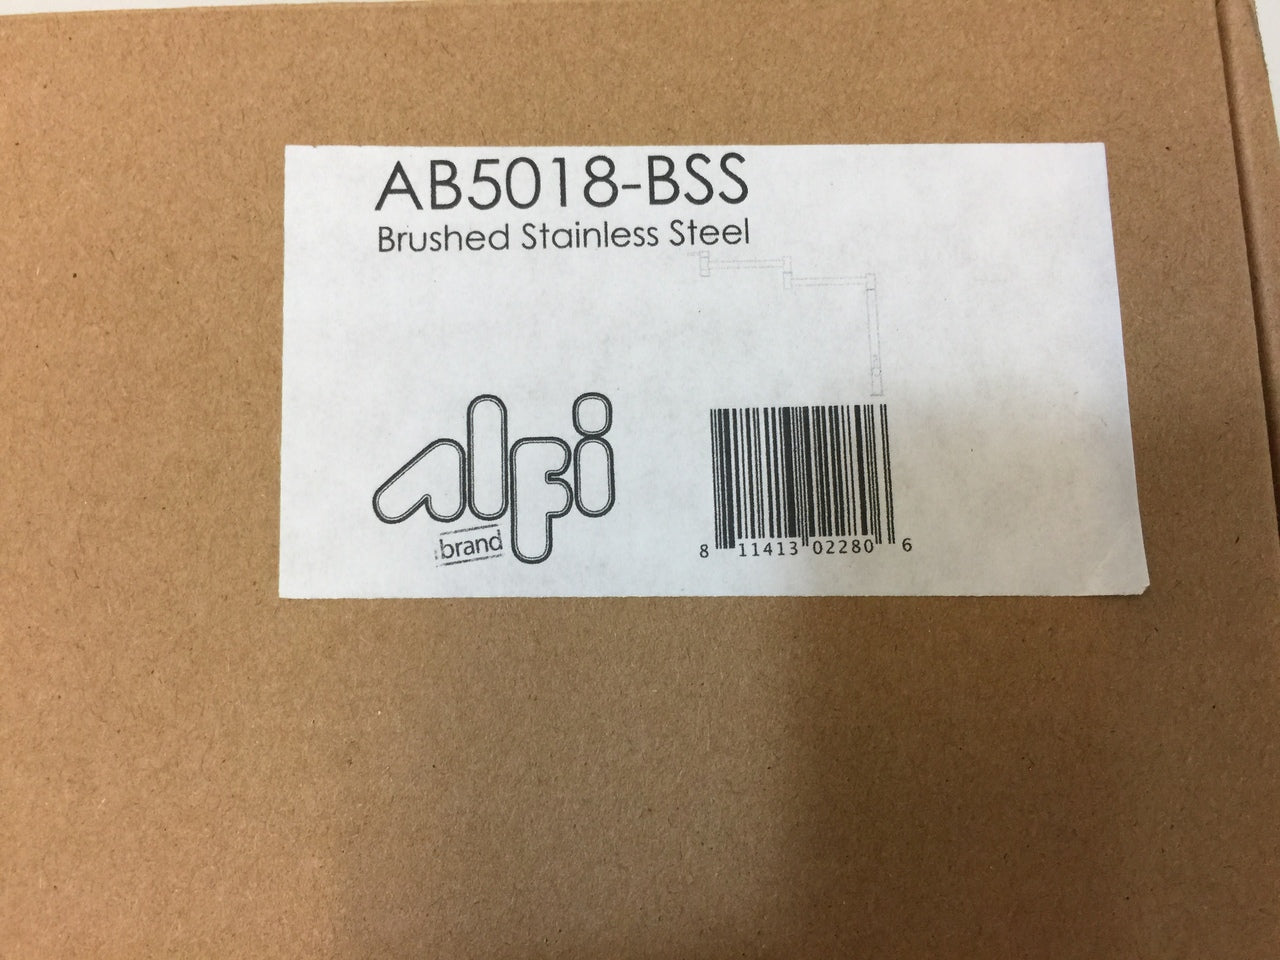 AB5018-BSS
Brushed Stainless Steel
alfi
brand
8 11413 02280 6